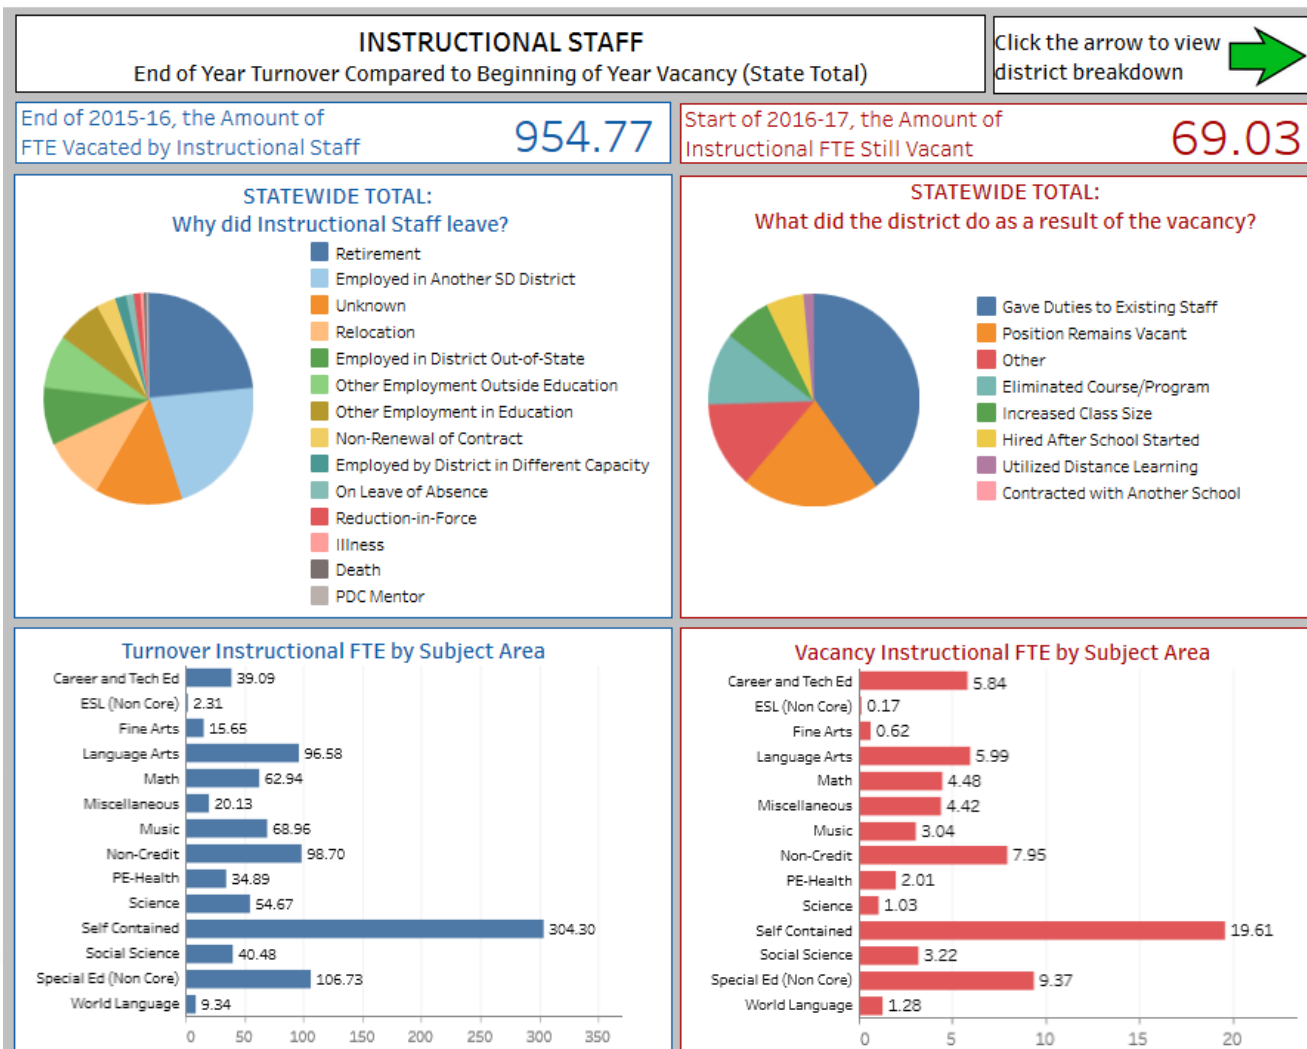 INSTRUCTIONAL STAFF
End of Year Turnover Compared to Beginning of Year Vacancy (State Total)
Click the arrow to view
district breakdown
End of 2015-16, the Amount of
FTE Vacated by Instructional Staff
954.77
Start of 2016-17, the Amount of
Instructional FTE Still Vacant
69.03
STATEWIDE TOTAL:
Why did Instructional Staff leave?
Retirement
Employed in Another SD District
Unknown
Relocation
Employed in District Out-of-State
Other Employment Outside Education
Other Employment in Education
Non-Renewal of Contract
Employed by District in Different Capacity
On Leave of Absence
Reduction-in-Force
Illness
Death
PDC Mentor
STATEWIDE TOTAL:
What did the district do as a result of the vacancy?
Gave Duties to Existing Staff
Position Remains Vacant
Other
Eliminated Course/Program
Increased Class Size
Hired After School Started
Utilized Distance Learning
Contracted with Another School
Turnover Instructional FTE by Subject Area
Career and Tech Ed 39.09
ESL (Non Core) 2.31
Fine Arts 15.65
Language Arts 96.58
Math 62.94
Miscellaneous 20.13
Music 68.96
Non-Credit 98.70
PE-Health 34.89
Science 54.67
Self Contained 304.30
Social Science 40.48
Special Ed (Non Core) 106.73
World Language 9.34
0 50 100 150 200 250 300 350
Vacancy Instructional FTE by Subject Area
Career and Tech Ed 5.84
ESL (Non Core) 0.17
Fine Arts 0.62
Language Arts 5.99
Math 4.48
Miscellaneous 4.42
Music 3.04
Non-Credit 7.95
PE-Health 2.01
Science 1.03
Self Contained 19.61
Social Science 3.22
Special Ed (Non Core) 9.37
World Language 1.28
0 5 10 15 20